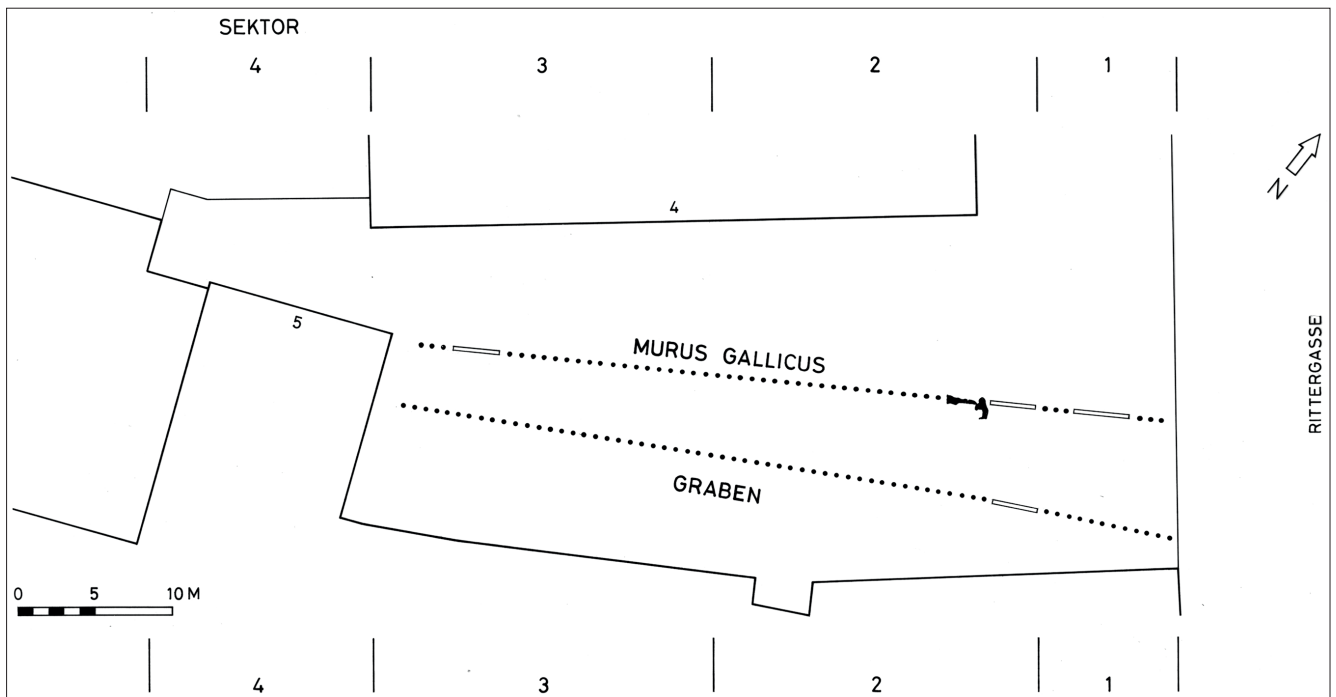 SEKTOR
4 3 2 1
4
N
5
MURUS GALLICUS
RITTERGASSE
GRABEN
0 5 10 M
4 3 2 1